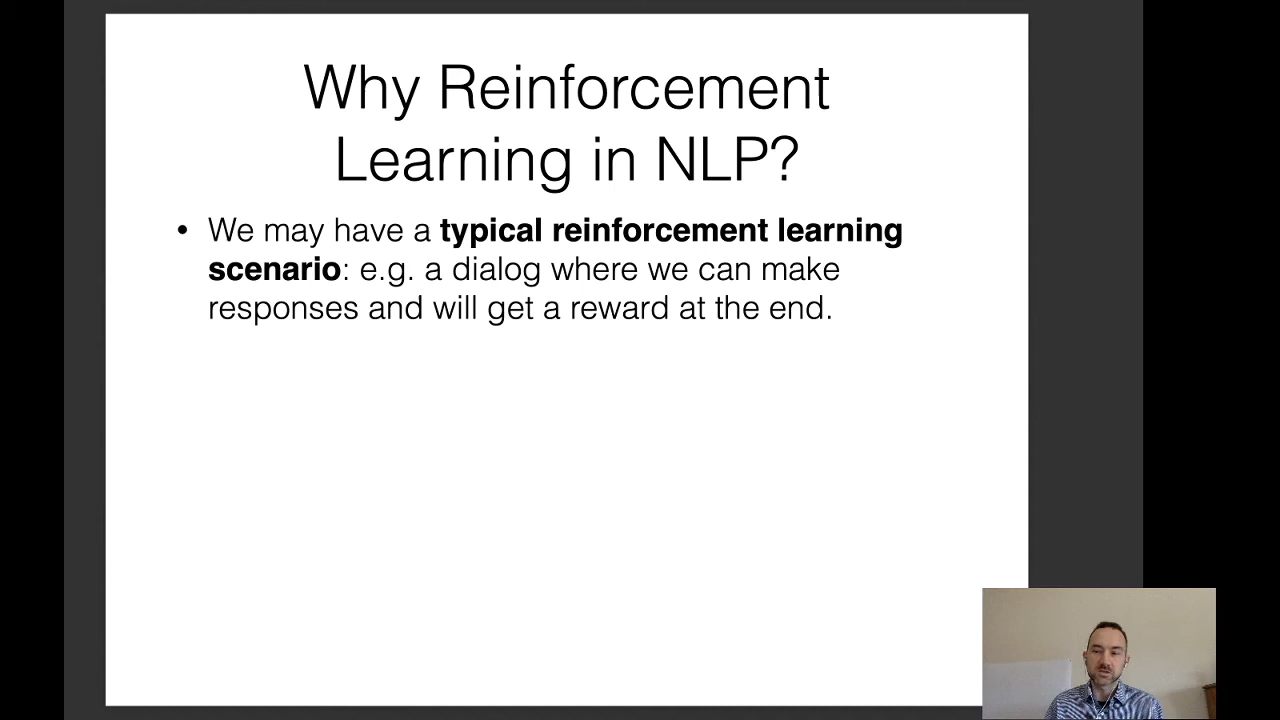 Why Reinforcement
Learning in NLP?
• We may have a typical reinforcement learning
scenario: e.g. a dialog where we can make
responses and will get a reward at the end.